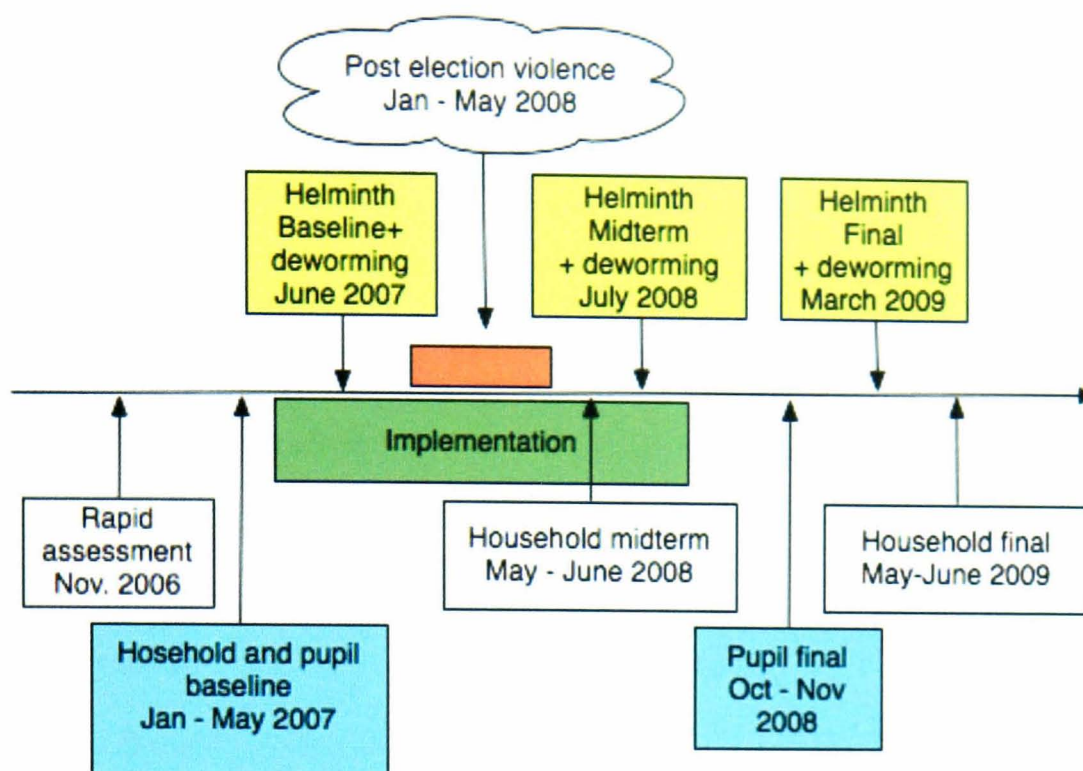 Post election violence
Jan - May 2008
Helminth
Baseline+
deworming
June 2007
Helminth
Midterm
+ deworming
July 2008
Helminth
Final
+ deworming
March 2009
Implementation
Rapid
assessment
Nov. 2006
Household midterm
May - June 2008
Household final
May-June 2009
Hosehold and pupil
baseline
Jan - May 2007
Pupil final
Oct - Nov
2008